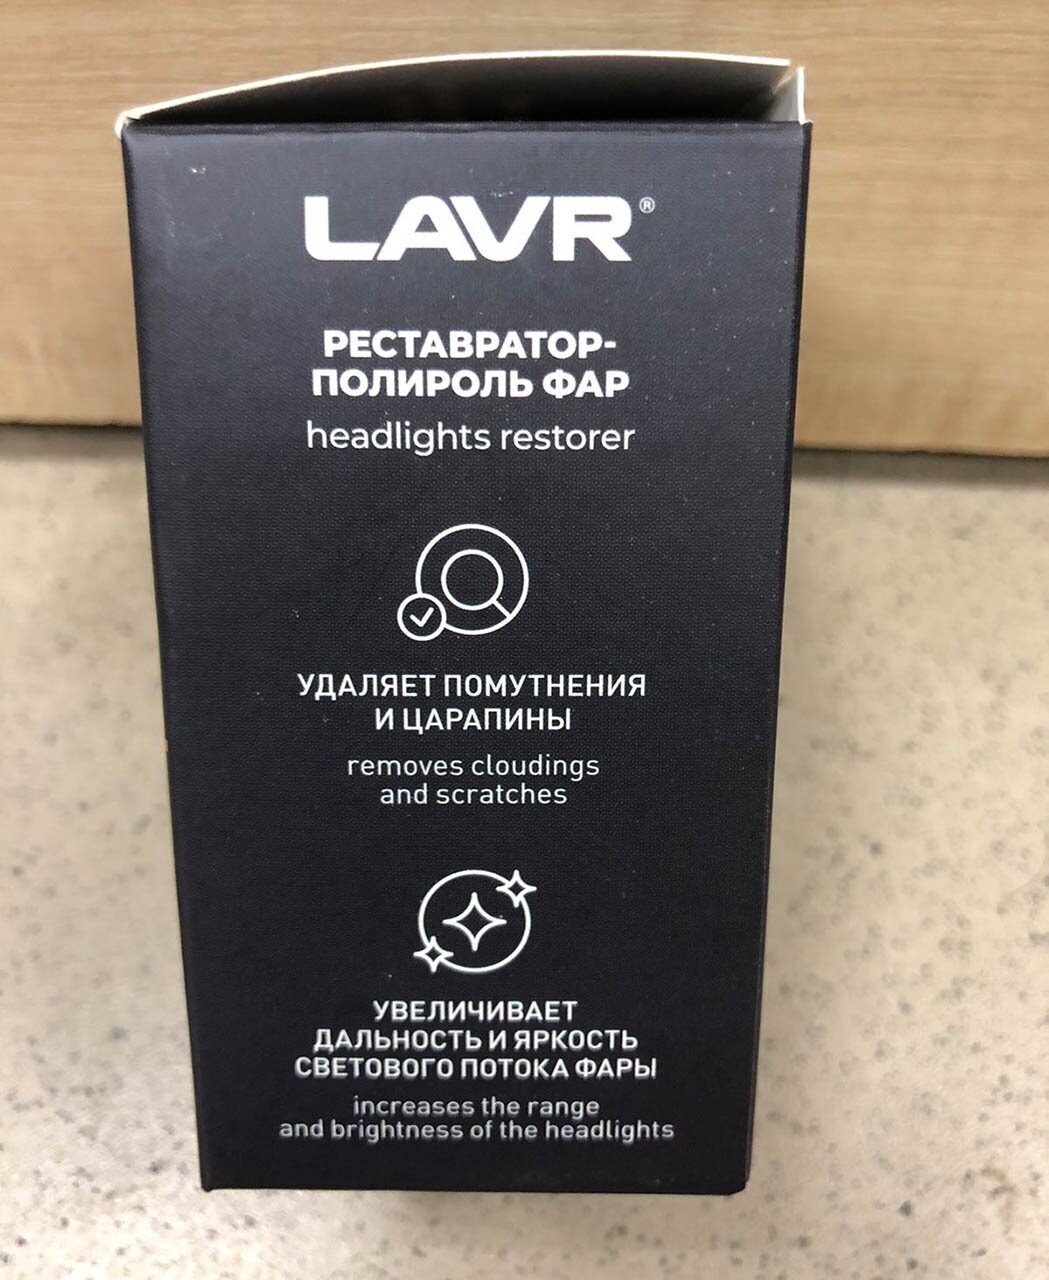 LAVR®
РЕСТАВРАТОР-
ПОЛИРОЛЬ ФАР
headlights restorer
УДАЛЯЕТ ПОМУТНЕНИЯ
И ЦАРАПИНЫ
removes cloudings
and scratches
УВЕЛИЧИВАЕТ
ДАЛЬНОСТЬ И ЯРКОСТЬ
СВЕТОВОГО ПОТОКА ФАРЫ
increases the range
and brightness of the headlights